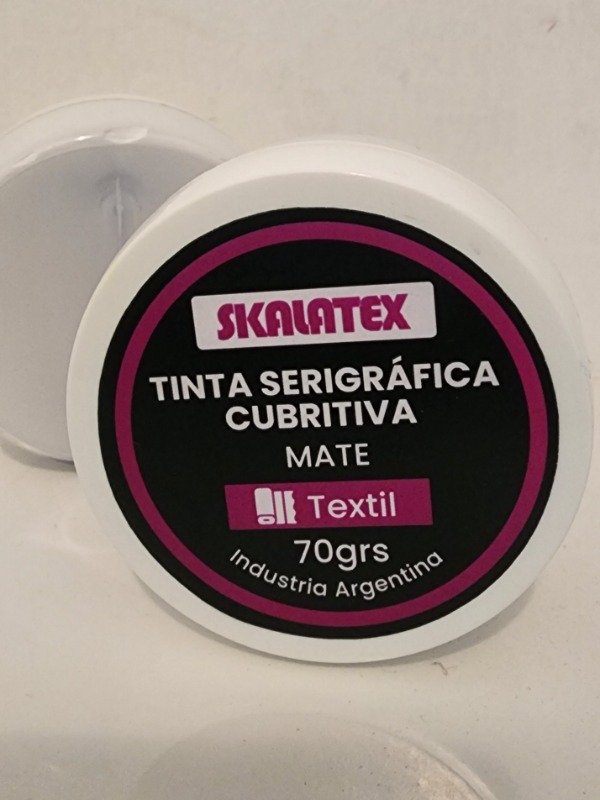 SKALATEX
TINTA SERIGRÁFICA
CUBRITIVA
MATE
Textil
70grs
Industria Argentina